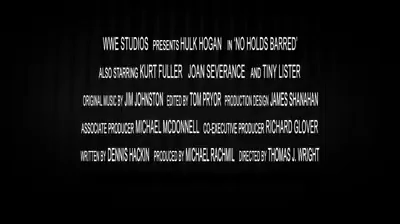 WWE STUDIOS PRESENTS HULK HOGAN IN 'NO HOLDS BARRED'
ALSO STARRING KURT FULLER JOAN SEVERANCE AND TINY LISTER
ORIGINAL MUSIC BY JIM JOHNSTON EDITED BY TOM PRYOR PRODUCTION DESIGN JAMES SHANAHAN
ASSOCIATE PRODUCER MICHAEL MCDONNELL CO-EXECUTIVE PRODUCER RICHARD GLOVER
WRITTEN BY DENNIS HACKIN PRODUCED BY MICHAEL RACHMIL DIRECTED BY THOMAS J. WRIGHT